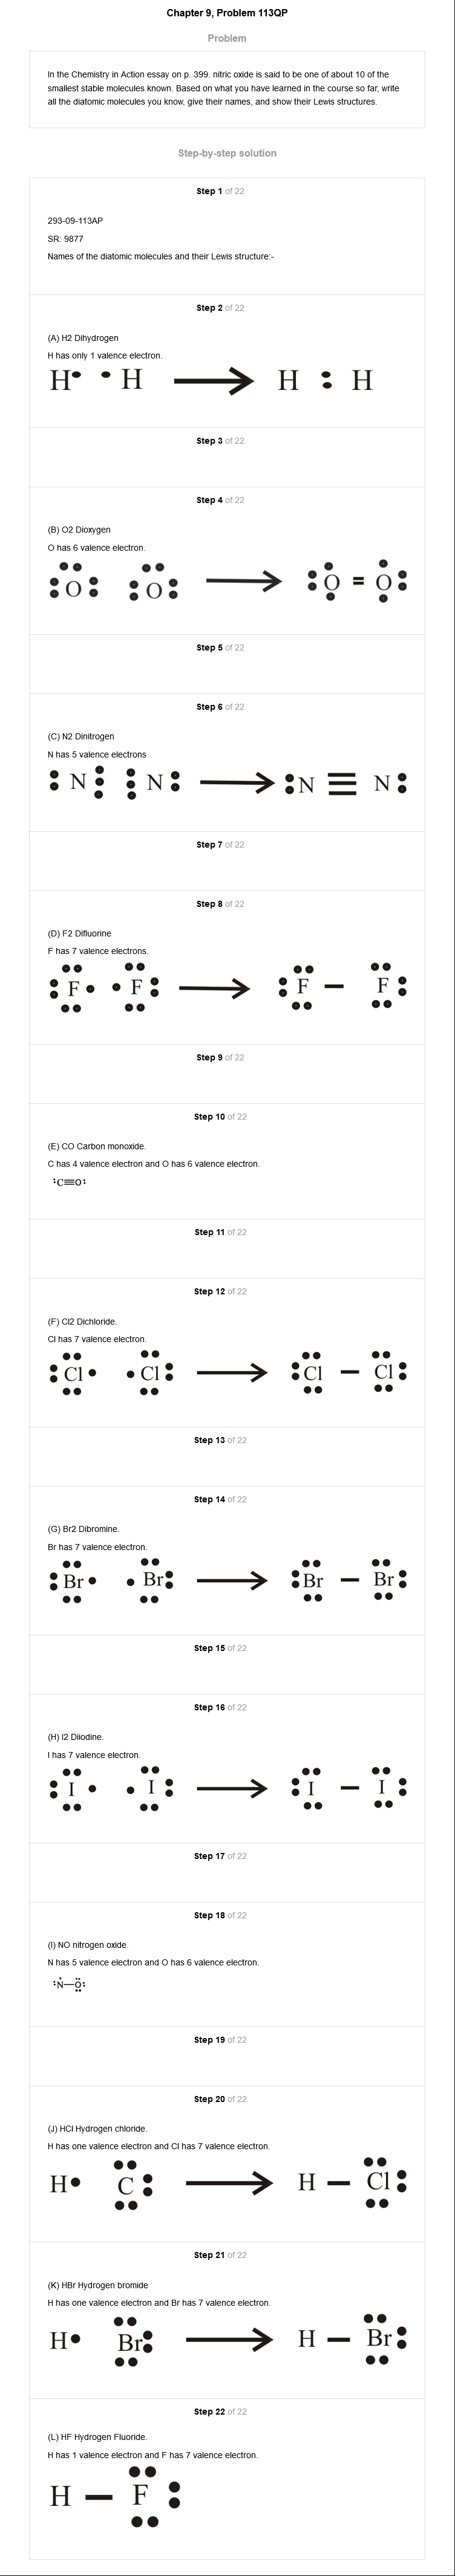 Chapter 9, Problem 113QP
Problem
In the Chemistry in Action essay on p. 399. nitric oxide is said to be one of about 10 of the
smallest stable molecules known. Based on what you have learned in the course so far, write
all the diatomic molecules you know, give their names, and show their Lewis structures.
Step-by-step solution
Step 1 of 22
293-09-113AP
SR: 9877
Names of the diatomic molecules and their Lewis structure:-
Step 2 of 22
(A) H2 Dihydrogen
H has only 1 valence electron.
H• •H → H : H
Step 3 of 22
Step 4 of 22
(B) O2 Dioxygen
O has 6 valence electron.
O O → O = O
Step 5 of 22
Step 6 of 22
(C) N2 Dinitrogen
N has 5 valence electrons
N N → N ≡ N
Step 7 of 22
Step 8 of 22
(D) F2 Difluorine
F has 7 valence electrons.
F F → F – F
Step 9 of 22
Step 10 of 22
(E) CO Carbon monoxide.
C has 4 valence electron and O has 6 valence electron.
:C≡O:
Step 11 of 22
Step 12 of 22
(F) Cl2 Dichloride.
Cl has 7 valence electron.
Cl Cl → Cl – Cl
Step 13 of 22
Step 14 of 22
(G) Br2 Dibromine.
Br has 7 valence electron.
Br Br → Br – Br
Step 15 of 22
Step 16 of 22
(H) I2 Diiodine.
I has 7 valence electron.
I I → I – I
Step 17 of 22
Step 18 of 22
(I) NO nitrogen oxide.
N has 5 valence electron and O has 6 valence electron.
N—O
Step 19 of 22
Step 20 of 22
(J) HCl Hydrogen chloride.
H has one valence electron and Cl has 7 valence electron.
H C → H – Cl
Step 21 of 22
(K) HBr Hydrogen bromide
H has one valence electron and Br has 7 valence electron.
H Br → H – Br
Step 22 of 22
(L) HF Hydrogen Fluoride.
H has 1 valence electron and F has 7 valence electron.
H – F